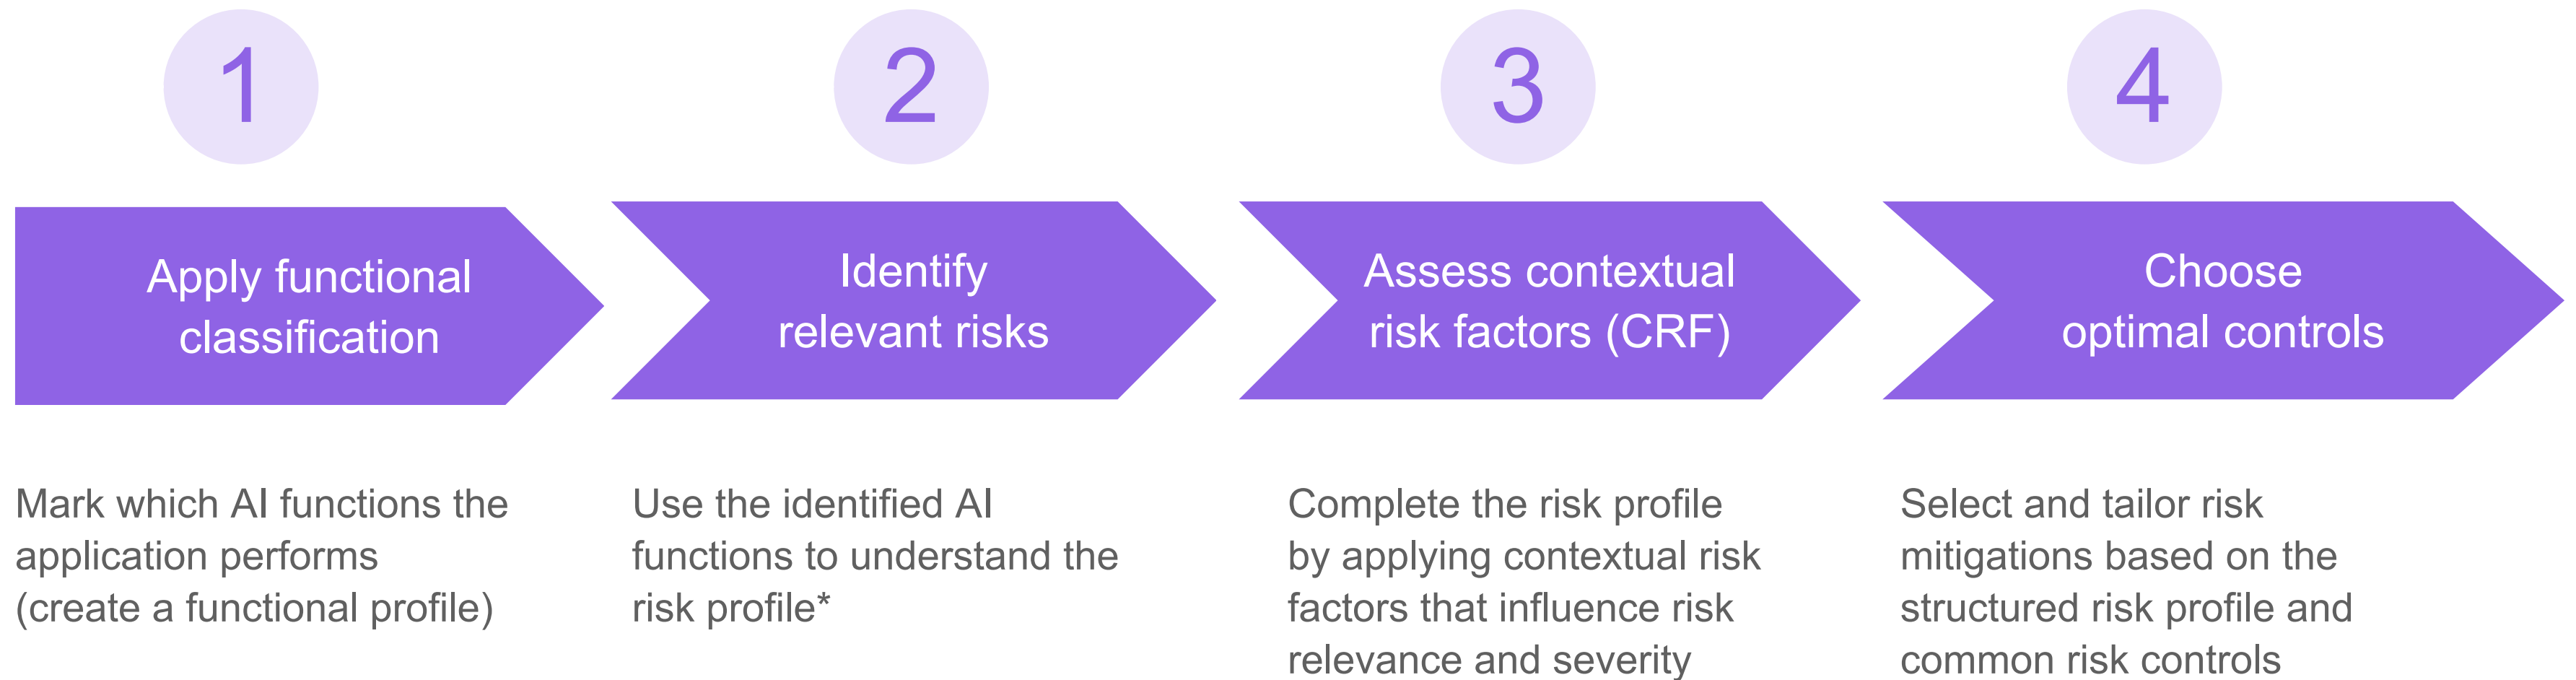 1
2
3
4
Apply functional
classification
Identify
relevant risks
Assess contextual
risk factors (CRF)
Choose
optimal controls
Mark which AI functions the
application performs
(create a functional profile)
Use the identified AI
functions to understand the
risk profile*
Complete the risk profile
by applying contextual risk
factors that influence risk
relevance and severity
Select and tailor risk
mitigations based on the
structured risk profile and
common risk controls